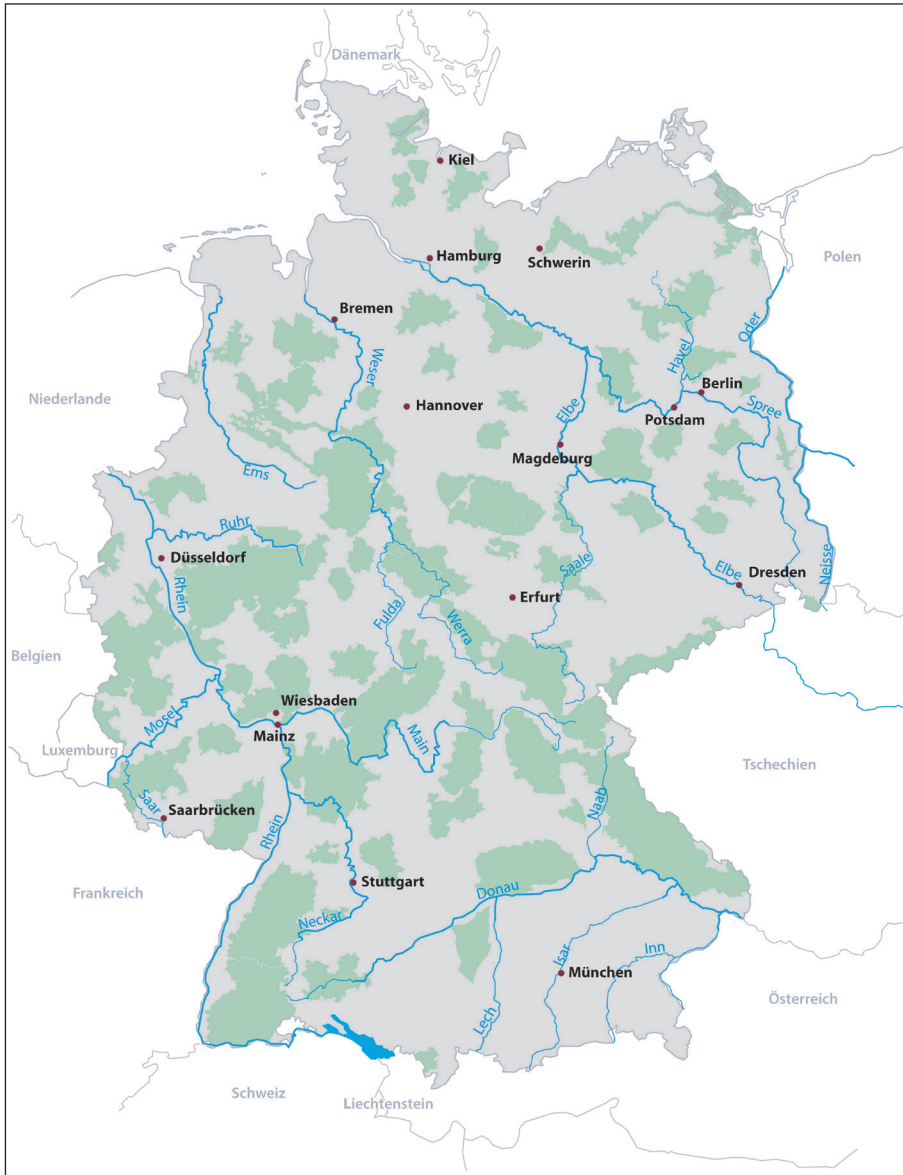 Dänemark
Kiel
Hamburg
Schwerin
Polen
Bremen
Weser
Havel
Oder
Niederlande
Hannover
Elbe
Berlin
Potsdam
Spree
Magdeburg
Ems
Ruhr
Düsseldorf
Rhein
Saale
Elbe
Dresden
Neisse
Fulda
Werra
Erfurt
Belgien
Wiesbaden
Mosel
Mainz
Main
Luxemburg
Tschechien
Saar
Saarbrücken
Rhein
Naab
Frankreich
Stuttgart
Donau
Neckar
Isar
Inn
München
Lech
Österreich
Schweiz
Liechtenstein